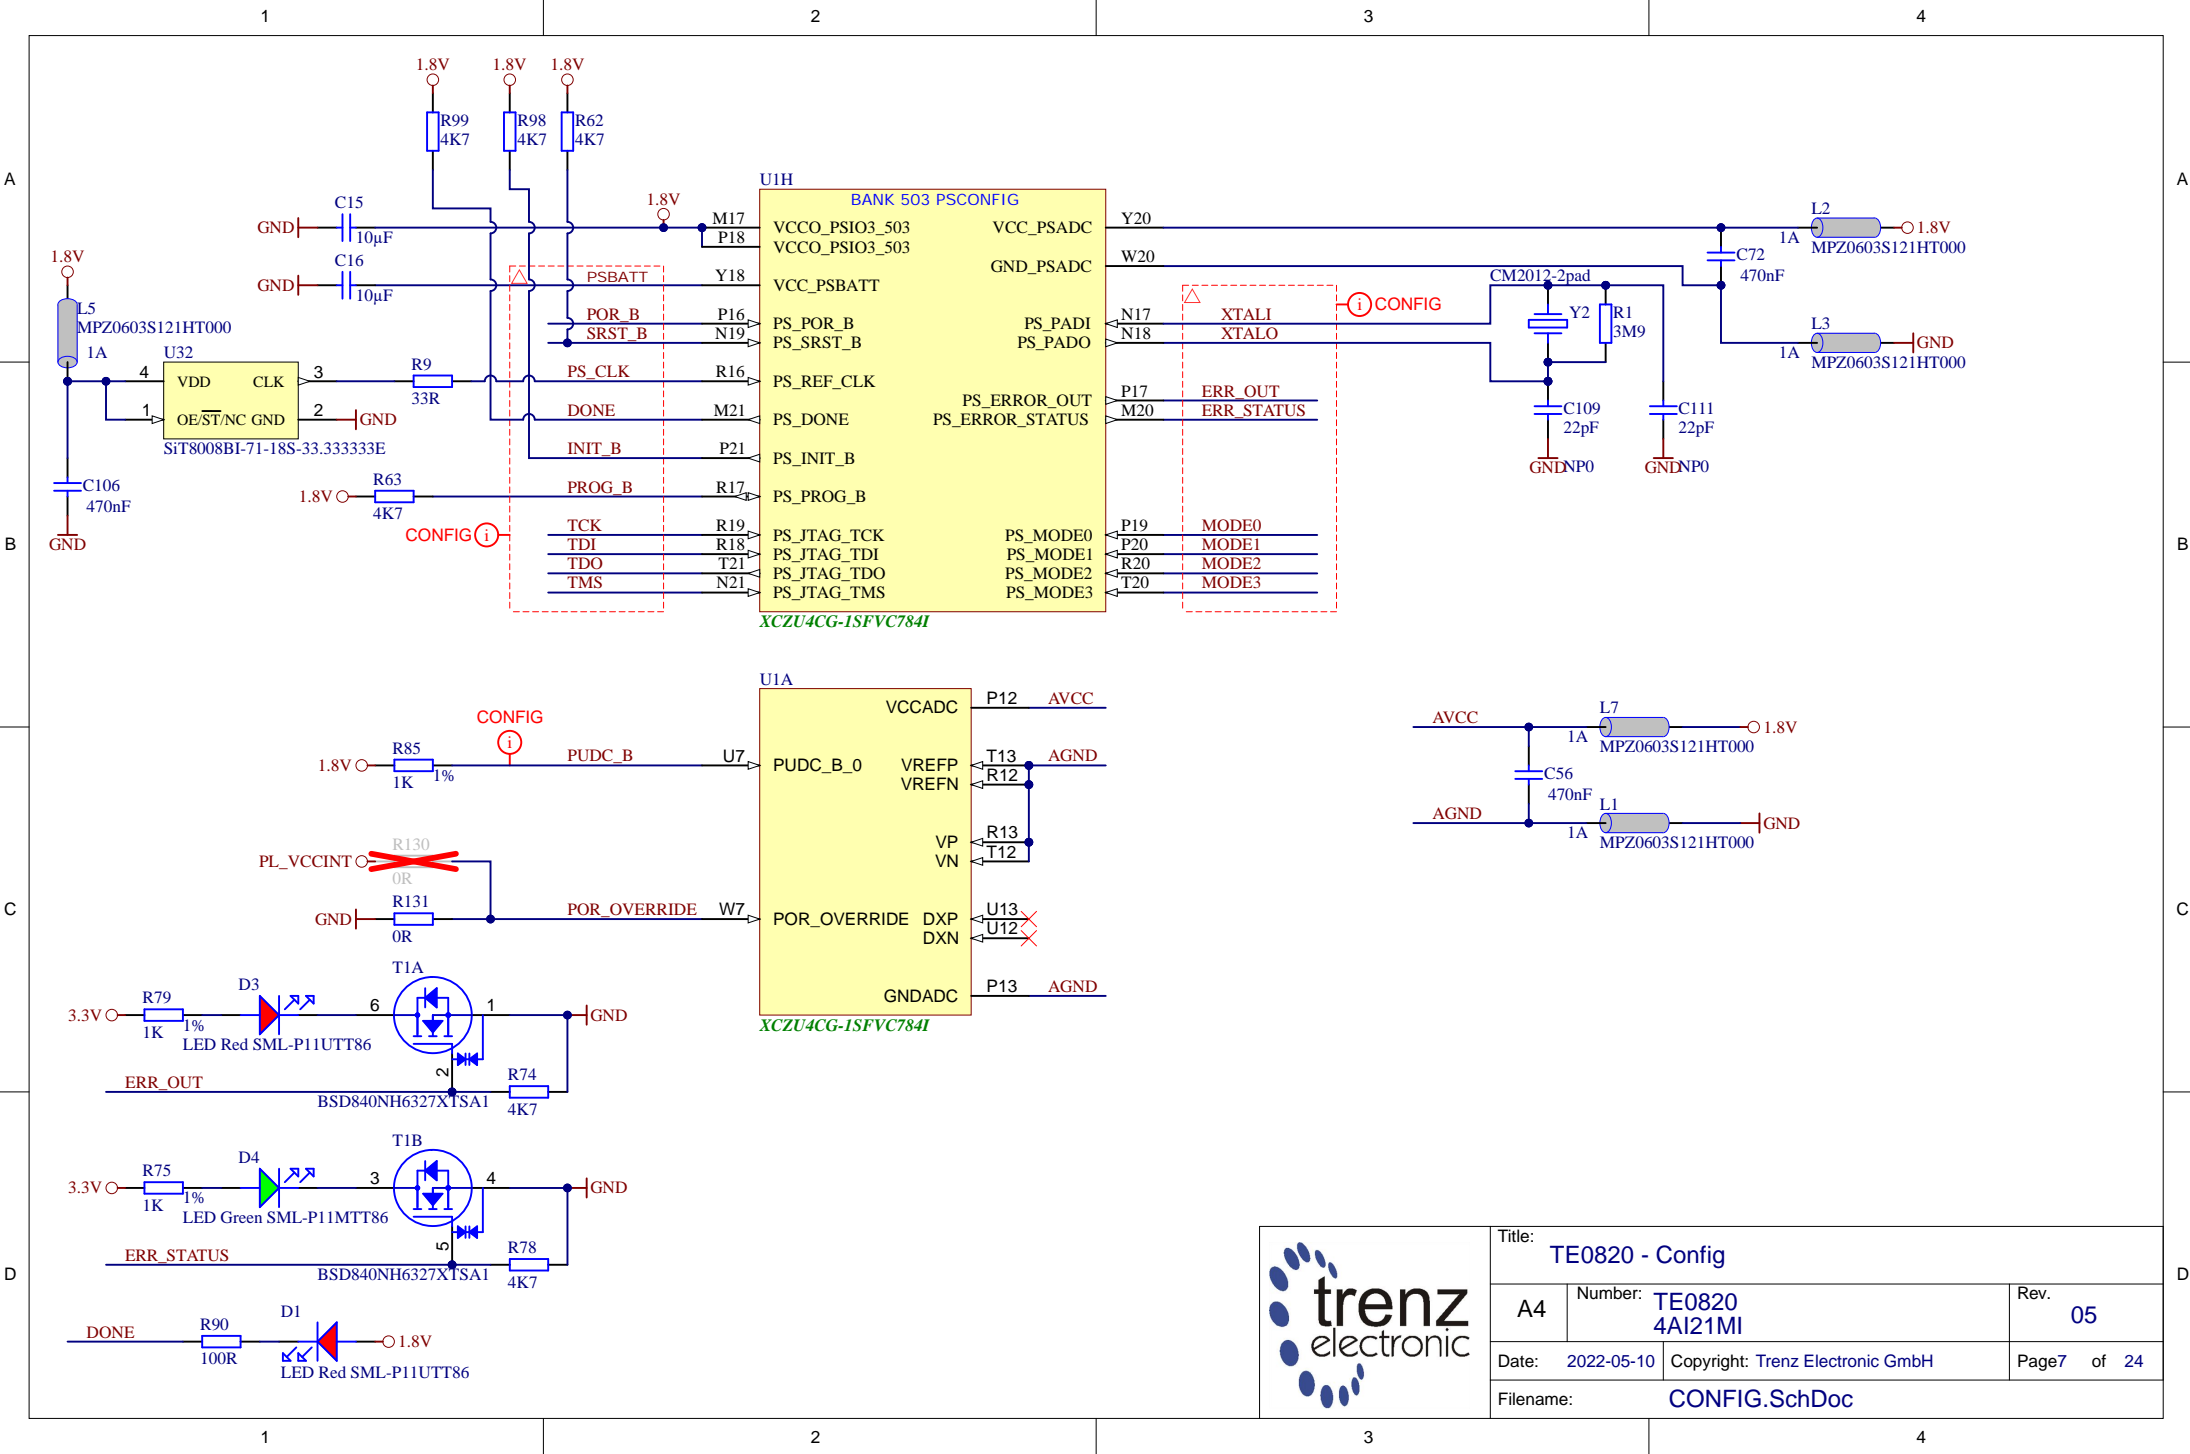 1 2 3 4
A A
B B
C C
D D
1.8V 1.8V 1.8V
R99 4K7
R98 4K7
R62 4K7
C15
GND 10µF
1.8V
C16
GND 10µF
1.8V
L5
MPZ0603S121HT000
1A
U32
4 VDD CLK 3
1 OE/ST/NC GND 2
GND
SiT8008BI-71-18S-33.333333E
C106
470nF
GND
R9
33R
1.8V R63
4K7
CONFIG i
PSBATT
POR_B
SRST_B
PS_CLK
DONE
INIT_B
PROG_B
TCK
TDI
TDO
TMS
U1H
BANK 503 PSCONFIG
M17 VCCO_PSIO3_503
P18 VCCO_PSIO3_503
Y18 VCC_PSBATT
P16 PS_POR_B
N19 PS_SRST_B
R16 PS_REF_CLK
M21 PS_DONE
P21 PS_INIT_B
R17 PS_PROG_B
R19 PS_JTAG_TCK
R18 PS_JTAG_TDI
T21 PS_JTAG_TDO
N21 PS_JTAG_TMS
VCC_PSADC Y20
GND_PSADC W20
PS_PADI N17 XTALI
PS_PADO N18 XTALO
PS_ERROR_OUT P17 ERR_OUT
PS_ERROR_STATUS M20 ERR_STATUS
PS_MODE0 P19 MODE0
PS_MODE1 P20 MODE1
PS_MODE2 R20 MODE2
PS_MODE3 T20 MODE3
XCZU4CG-1SFVC784I
i CONFIG
CM2012-2pad
Y2
R1
3M9
C109
22pF
GND NP0
C111
22pF
GND NP0
L2
1A 1.8V
MPZ0603S121HT000
C72
470nF
L3
1A GND
MPZ0603S121HT000
U1A
VCCADC P12 AVCC
CONFIG
i
1.8V R85 PUDC_B U7 PUDC_B_0
1K 1%
VREFP T13 AGND
VREFN R12
VP R13
VN T12
R130
PL_VCCINT
0R
R131
GND POR_OVERRIDE W7 POR_OVERRIDE
0R
DXP U13
DXN U12
GNDADC P13 AGND
XCZU4CG-1SFVC784I
AVCC L7 1.8V
1A MPZ0603S121HT000
C56
470nF
AGND L1 GND
1A MPZ0603S121HT000
T1A
D3
R79
3.3V 6 1 GND
1K 1%
LED Red SML-P11UTT86
2
R74
ERR_OUT
BSD840NH6327XTSA1 4K7
T1B
D4
R75
3.3V 3 4 GND
1K 1%
LED Green SML-P11MTT86
5
R78
ERR_STATUS
BSD840NH6327XTSA1 4K7
D1
DONE R90 1.8V
100R
LED Red SML-P11UTT86
trenz
electronic
Title:
TE0820 - Config
A4 Number: TE0820
4AI21MI
Rev.
05
Date: 2022-05-10 Copyright: Trenz Electronic GmbH Page7 of 24
Filename: CONFIG.SchDoc
1 2 3 4